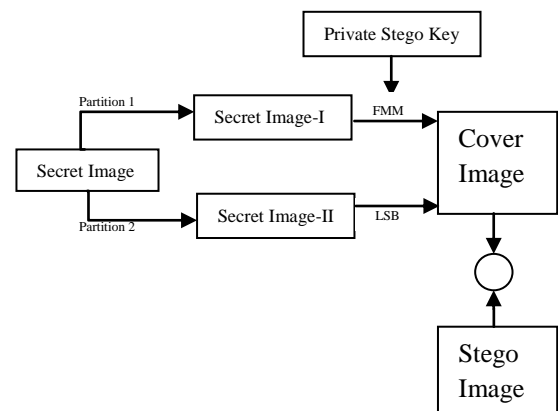 Private Stego Key
Partition 1
Secret Image-I
FMM
Cover
Image
Secret Image
Secret Image-II
Partition 2
LSB
Stego
Image